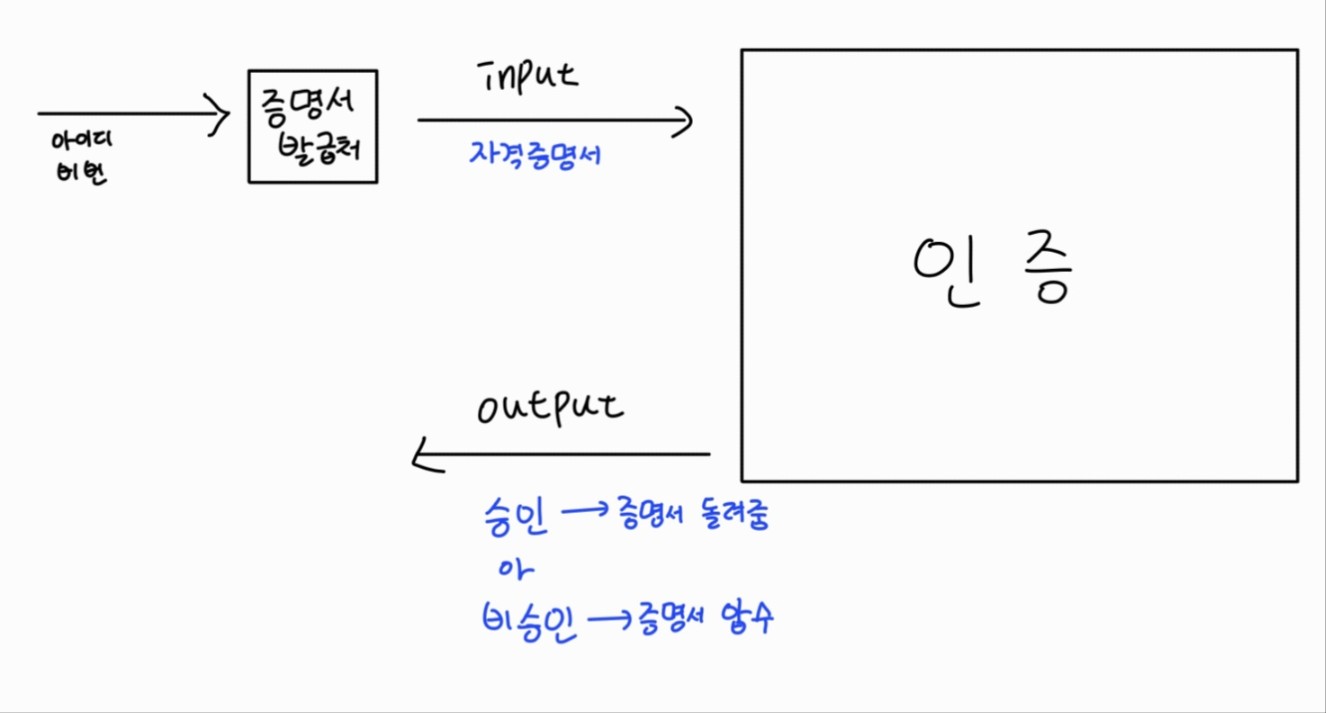 아이디
비번
증명서
발급처
input
자격증명서
인증
output
승인 → 증명서 돌려줌
or
비승인 → 증명서 압수